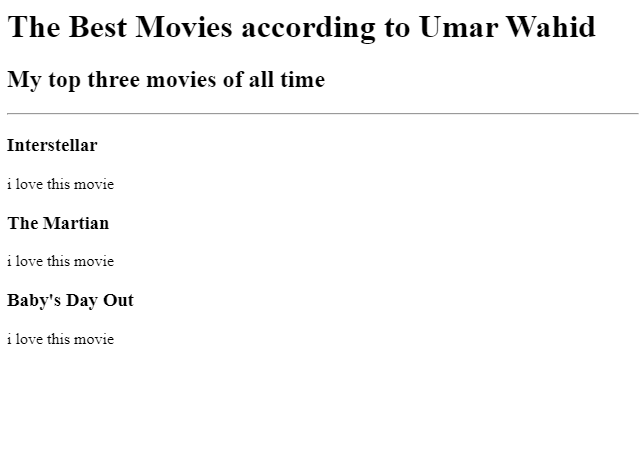 The Best Movies according to Umar Wahid
My top three movies of all time
Interstellar
i love this movie
The Martian
i love this movie
Baby's Day Out
i love this movie